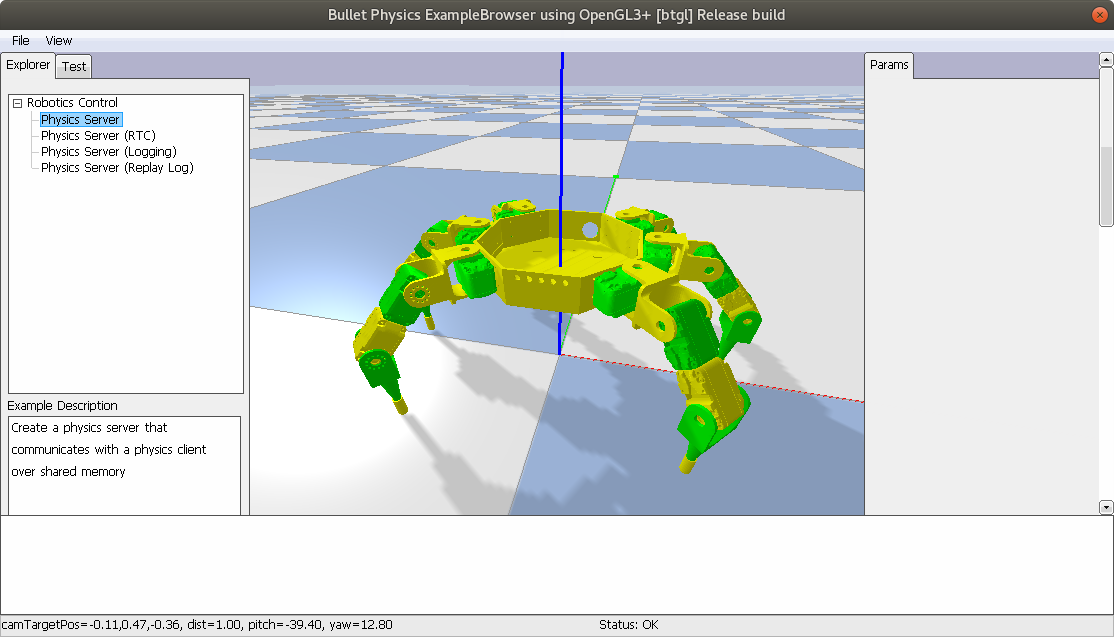 Bullet Physics ExampleBrowser using OpenGL3+ [btgl] Release build
File View
Explorer Test
Params
Robotics Control
Physics Server
Physics Server (RTC)
Physics Server (Logging)
Physics Server (Replay Log)
Example Description
Create a physics server that
communicates with a physics client
over shared memory
camTargetPos=-0.11,0.47,-0.36, dist=1.00, pitch=-39.40, yaw=12.80
Status: OK